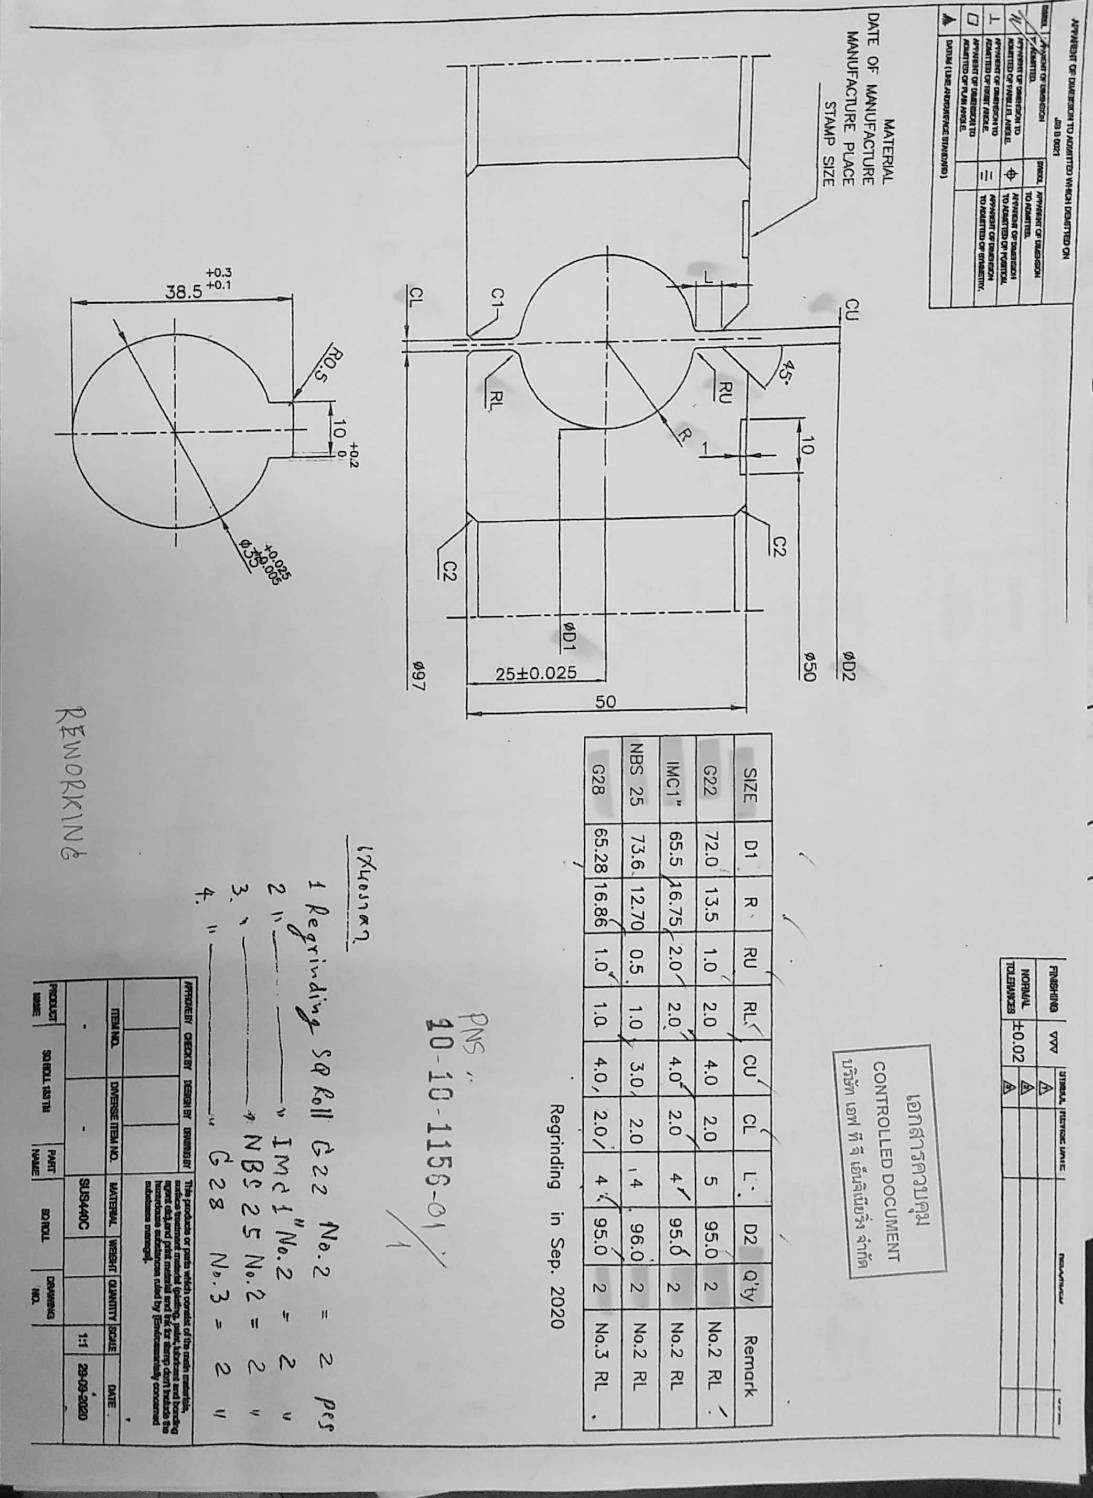 APPARENT OF DIMENSION TO ADMITTED WHICH DEMITTED ON
JIS B 0021
SYMBOL APPARENT OF DIMENSION TO ADMITTED. SYMBOL APPARENT OF DIMENSION TO ADMITTED.
// APPARENT OF DIMENSION TO ADMITTED OF PARALLEL ANGLE. ⌖ APPARENT OF DIMENSION TO ADMITTED OF POSITION.
⊥ APPARENT OF DIMENSION TO ADMITTED OF RIGHT ANGLE. APPARENT OF DIMENSION TO ADMITTED OF SYMMETRY.
APPARENT OF DIMENSION TO ADMITTED OF PLAIN ANGLE.
DATUM ( LINE AND SURFACE STANDARD )
FINISHING ▽▽▽ SYMBOL REVISE DATE
NORMAL TOLERANCES ±0.02
เอกสารควบคุม
CONTROLLED DOCUMENT
บริษัท เอฟ ที จี เอ็นจิเนียริ่ง จำกัด
MATERIAL
DATE OF MANUFACTURE
MANUFACTURE PLACE
STAMP SIZE
CU
øD2
10
ø50
45°
C2
RU
L
1
R
50
øD1
25±0.025
C1
RL
C2
CL
ø97
SIZE D1 R RU RL CU CL L D2 Q'ty Remark
G22 72.0 13.5 1.0 2.0 4.0 2.0 5 95.0 2 No.2 RL
IMC1" 65.5 16.75 2.0 2.0 4.0 2.0 4 95.0 2 No.2 RL
NBS 25 73.6 12.70 0.5 1.0 3.0 2.0 4 96.0 2 No.2 RL
G28 65.28 16.86 1.0 1.0 4.0 2.0 4 95.0 2 No.3 RL
Regrinding in Sep. 2020
PNS
10-10-1156-01/1
R0.5
10 +0.2 0
ø35 +0.025 +0.005
38.5 +0.3 +0.1
เสนอราคา
1 Regrinding SQ Roll G22 No.2 = 2 pcs
2 " " IMC1" No.2 = 2 "
3. " " NBS 25 No.2 = 2 "
4. " " G28 No.3 = 2 "
REWORKING
APPROVE BY CHECK BY DESIGN BY DRAWING BY
This products or parts which consist of the main materials,
surface treatment material (plating, paint, lubricant and bonding
agent etc),and print material and ink for stamp don't include the
hazardouse substances ruled by [Environmentally concerned
substance manage].
ITEM NO. DIVERSE ITEM NO. MATERIAL WEIGHT QUANTITY SCALE DATE
- - SUS440C 1:1 29-09-2020
PRODUCT NAME SQ ROLL 153 TM PART NAME SQ ROLL DRAWING NO.